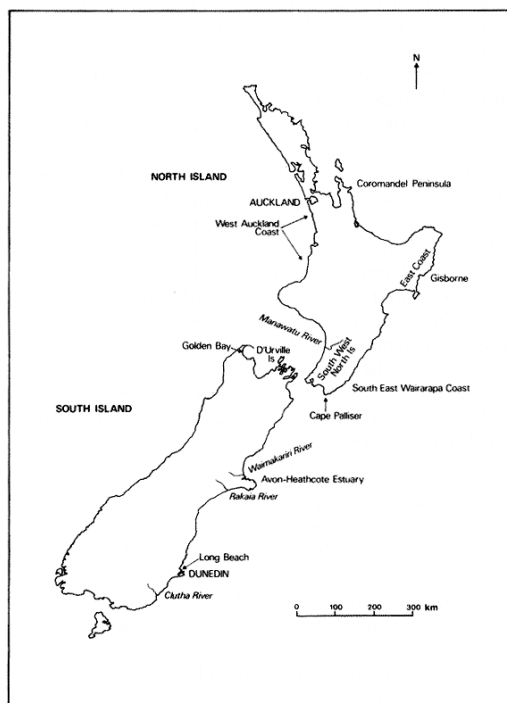 N
NORTH ISLAND
Coromandel Peninsula
AUCKLAND
West Auckland
Coast
East Coast
Gisborne
Manawatu River
South West
North Is
Golden Bay
D'Urville
Is
South East Wairarapa Coast
Cape Palliser
SOUTH ISLAND
Waimakariri River
Avon-Heathcote Estuary
Rakaia River
Long Beach
DUNEDIN
Clutha River
0 100 200 300 km